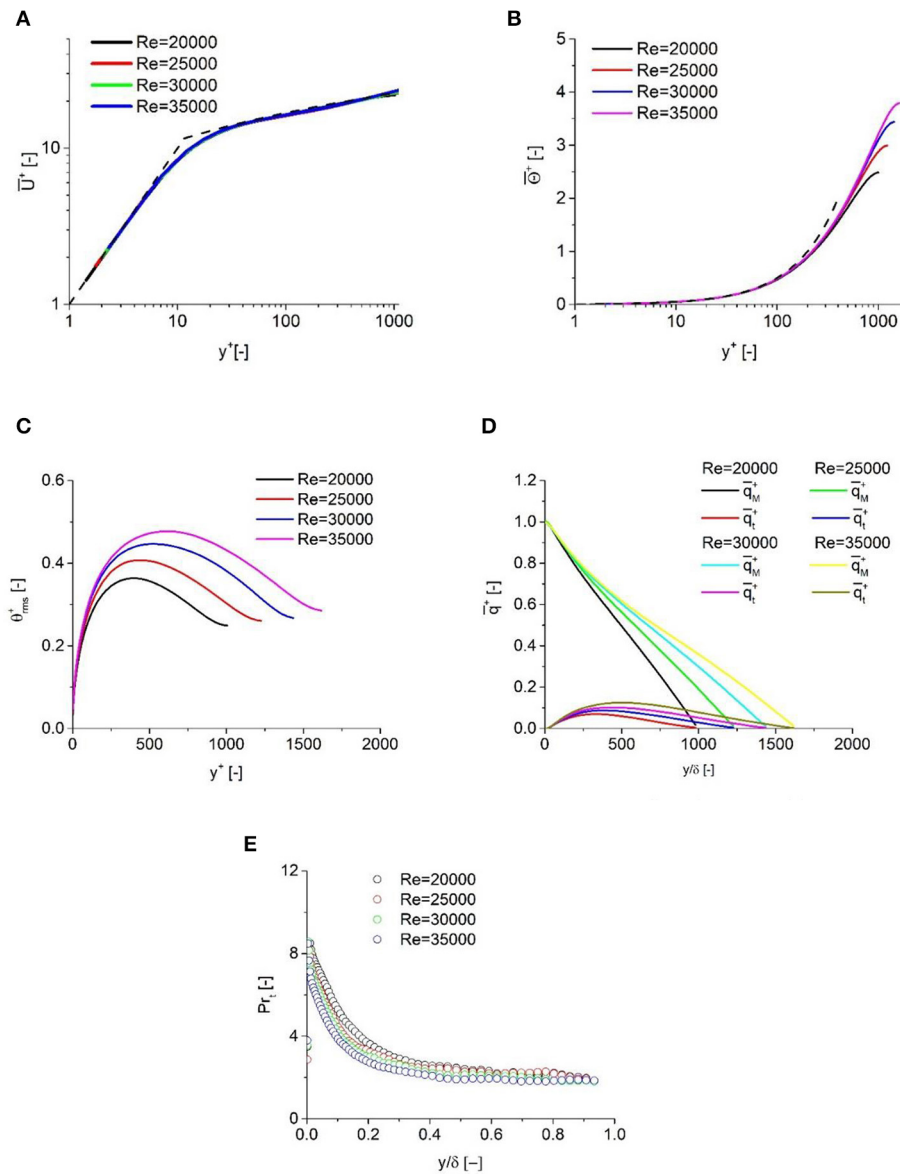 A
Re=20000
Re=25000
Re=30000
Re=35000
10
1
U̅⁺ [-]
1 10 100 1000
y⁺[-]
B
5
4
3
2
1
0
Θ̅⁺ [-]
Re=20000
Re=25000
Re=30000
Re=35000
1 10 100 1000
y⁺ [-]
C
0.6
0.4
0.2
0.0
θ⁺rms [-]
Re=20000
Re=25000
Re=30000
Re=35000
0 500 1000 1500 2000
y⁺ [-]
D
1.2
1.0
0.8
0.6
0.4
0.2
0.0
q̅⁺ [-]
Re=20000 Re=25000
q̅⁺M q̅⁺M
q̅⁺t q̅⁺t
Re=30000 Re=35000
q̅⁺M q̅⁺M
q̅⁺t q̅⁺t
0 500 1000 1500 2000
y/δ [-]
E
12
8
4
0
Prt [-]
Re=20000
Re=25000
Re=30000
Re=35000
0.0 0.2 0.4 0.6 0.8 1.0
y/δ [–]